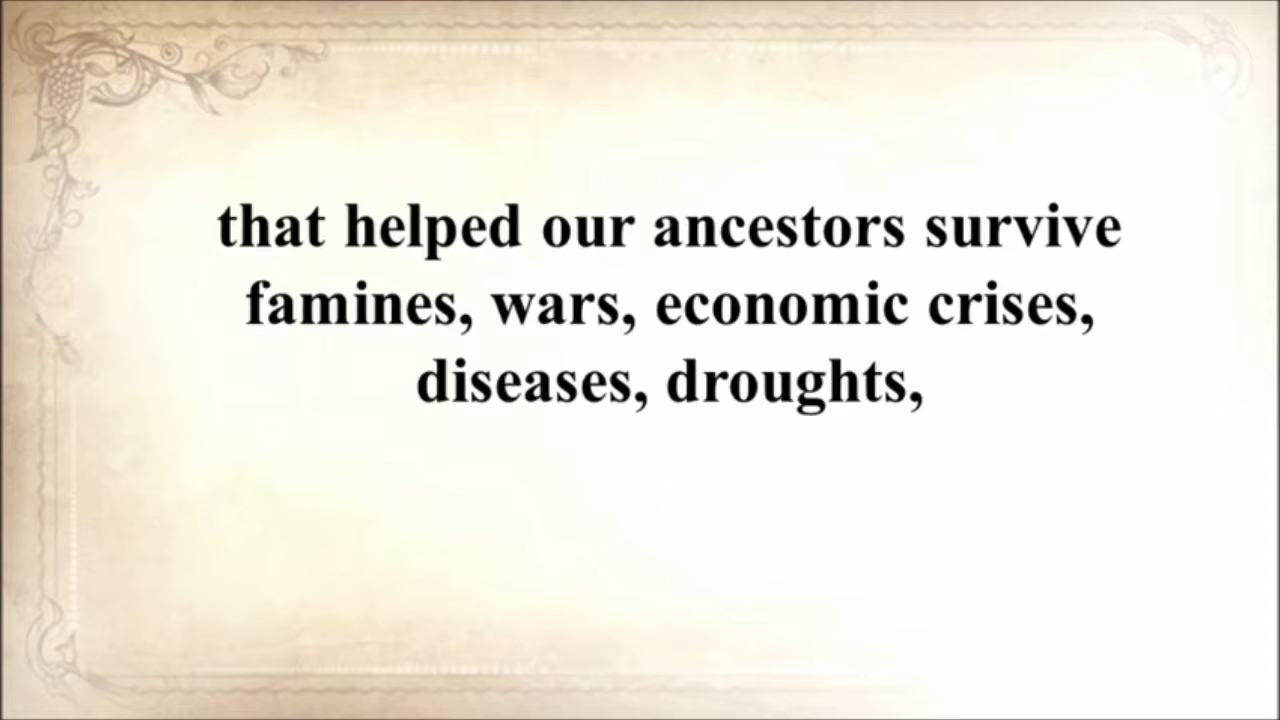 that helped our ancestors survive
famines, wars, economic crises,
diseases, droughts,